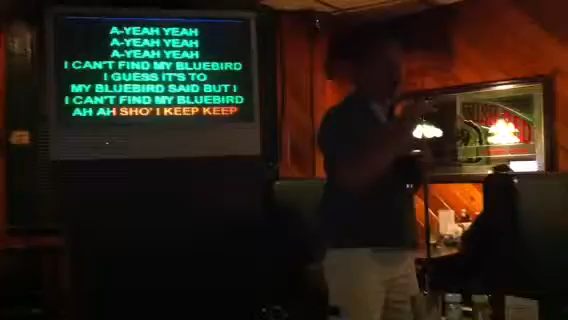 A-YEAH YEAH
A-YEAH YEAH
A-YEAH YEAH
I CAN'T FIND MY BLUEBIRD
I GUESS IT'S TO
MY BLUEBIRD SAID BUT I
I CAN'T FIND MY BLUEBIRD
AH AH SHO' I KEEP KEEP